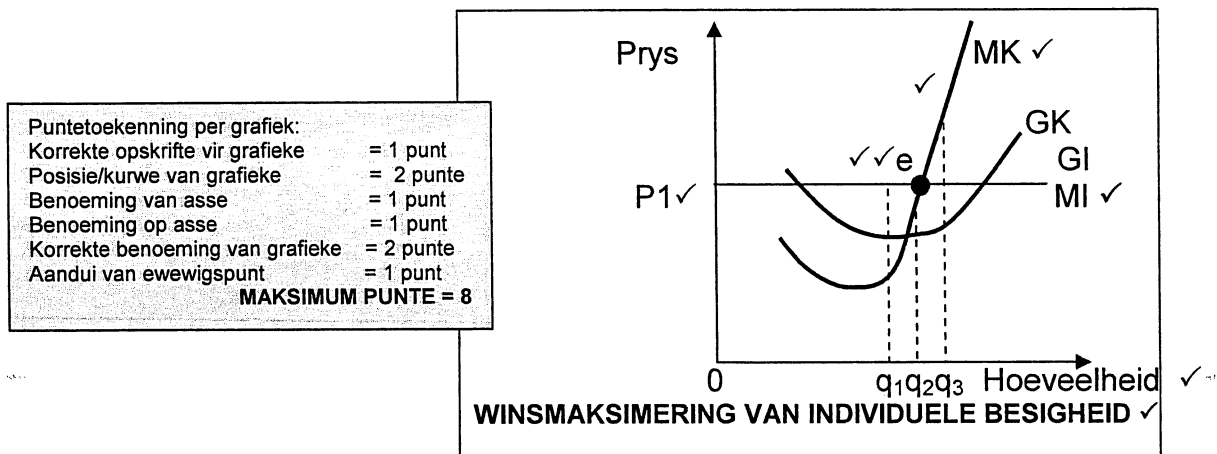 Puntetoekenning per grafiek:
Korrekte opskrifte vir grafieke = 1 punt
Posisie/kurwe van grafieke = 2 punte
Benoeming van asse = 1 punt
Benoeming op asse = 1 punt
Korrekte benoeming van grafieke = 2 punte
Aandui van ewewigspunt = 1 punt
MAKSIMUM PUNTE = 8
Prys
MK ✓
✓
GK
✓✓e
GI
P1✓
MI ✓
0
q₁q₂q₃ Hoeveelheid ✓
WINSMAKSIMERING VAN INDIVIDUELE BESIGHEID ✓